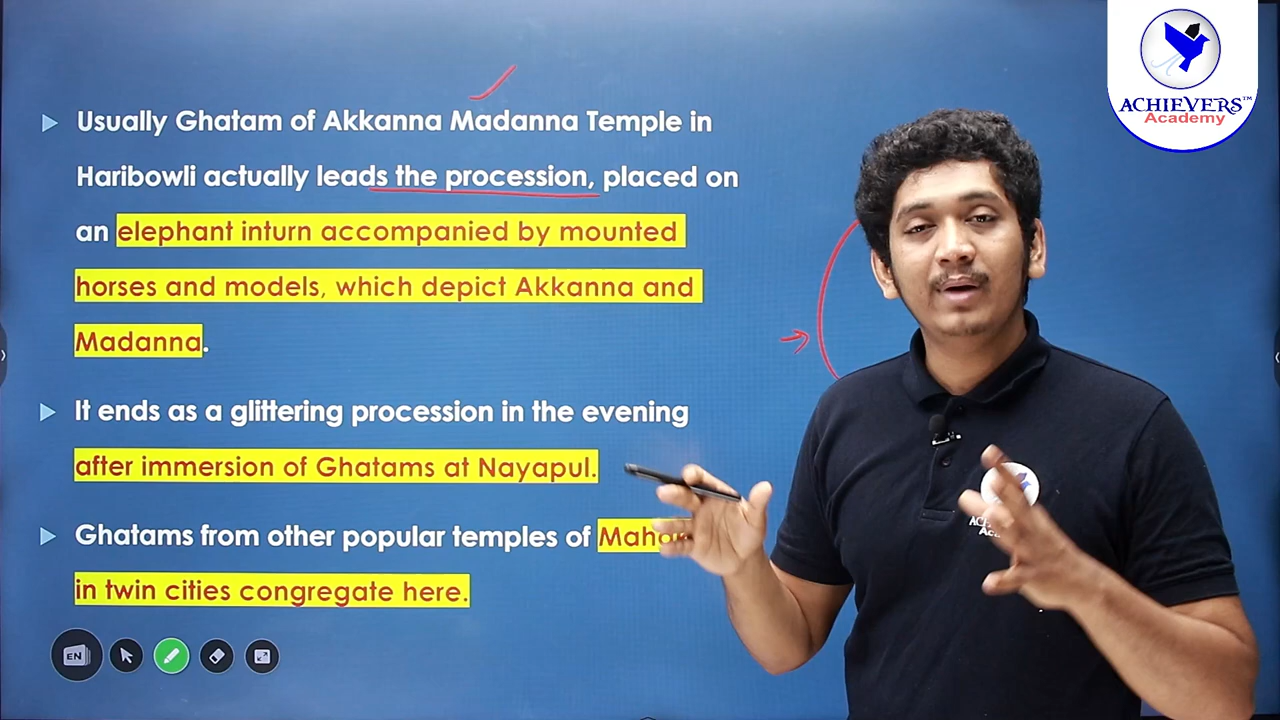 Usually Ghatam of Akkanna Madanna Temple in
Haribowli actually leads the procession, placed on
an elephant inturn accompanied by mounted
horses and models, which depict Akkanna and
Madanna.
It ends as a glittering procession in the evening
after immersion of Ghatams at Nayapul.
Ghatams from other popular temples of
in twin cities congregate here.
EN
ACHIEVERS™
Academy